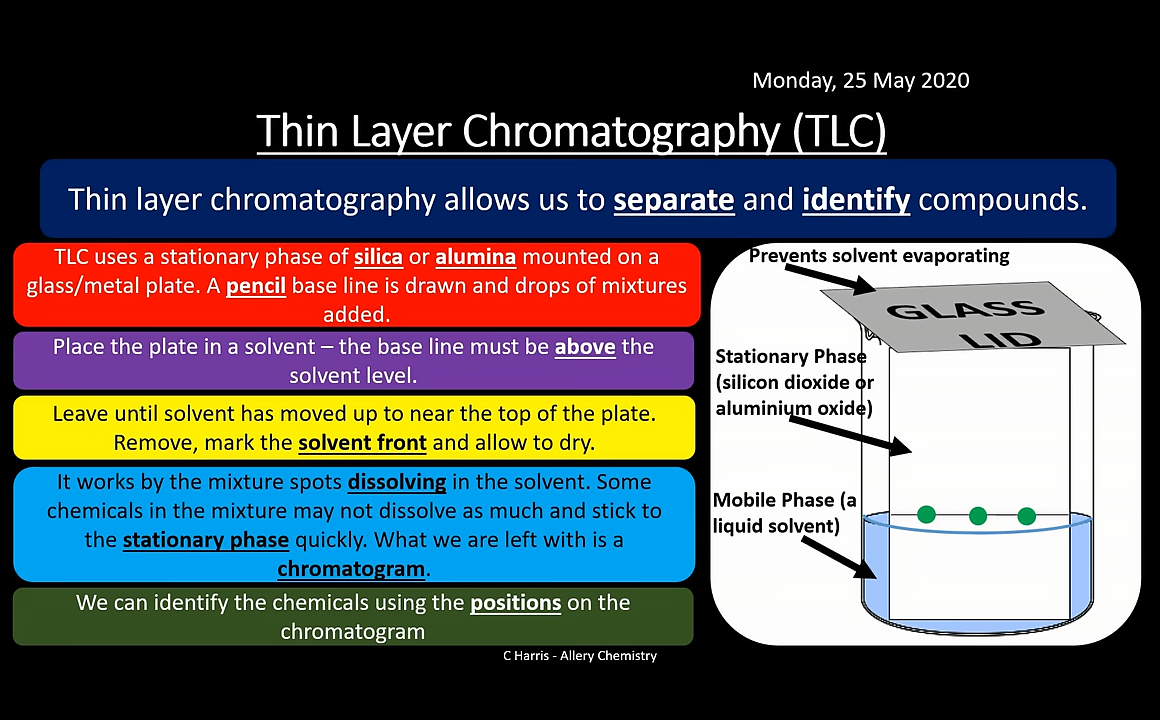 Monday, 25 May 2020
Thin Layer Chromatography (TLC)
Thin layer chromatography allows us to separate and identify compounds.
TLC uses a stationary phase of silica or alumina mounted on a
glass/metal plate. A pencil base line is drawn and drops of mixtures
added.
Place the plate in a solvent – the base line must be above the
solvent level.
Leave until solvent has moved up to near the top of the plate.
Remove, mark the solvent front and allow to dry.
It works by the mixture spots dissolving in the solvent. Some
chemicals in the mixture may not dissolve as much and stick to
the stationary phase quickly. What we are left with is a
chromatogram.
We can identify the chemicals using the positions on the
chromatogram
Prevents solvent evaporating
GLASS
LID
Stationary Phase
(silicon dioxide or
aluminium oxide)
Mobile Phase (a
liquid solvent)
C Harris - Allery Chemistry